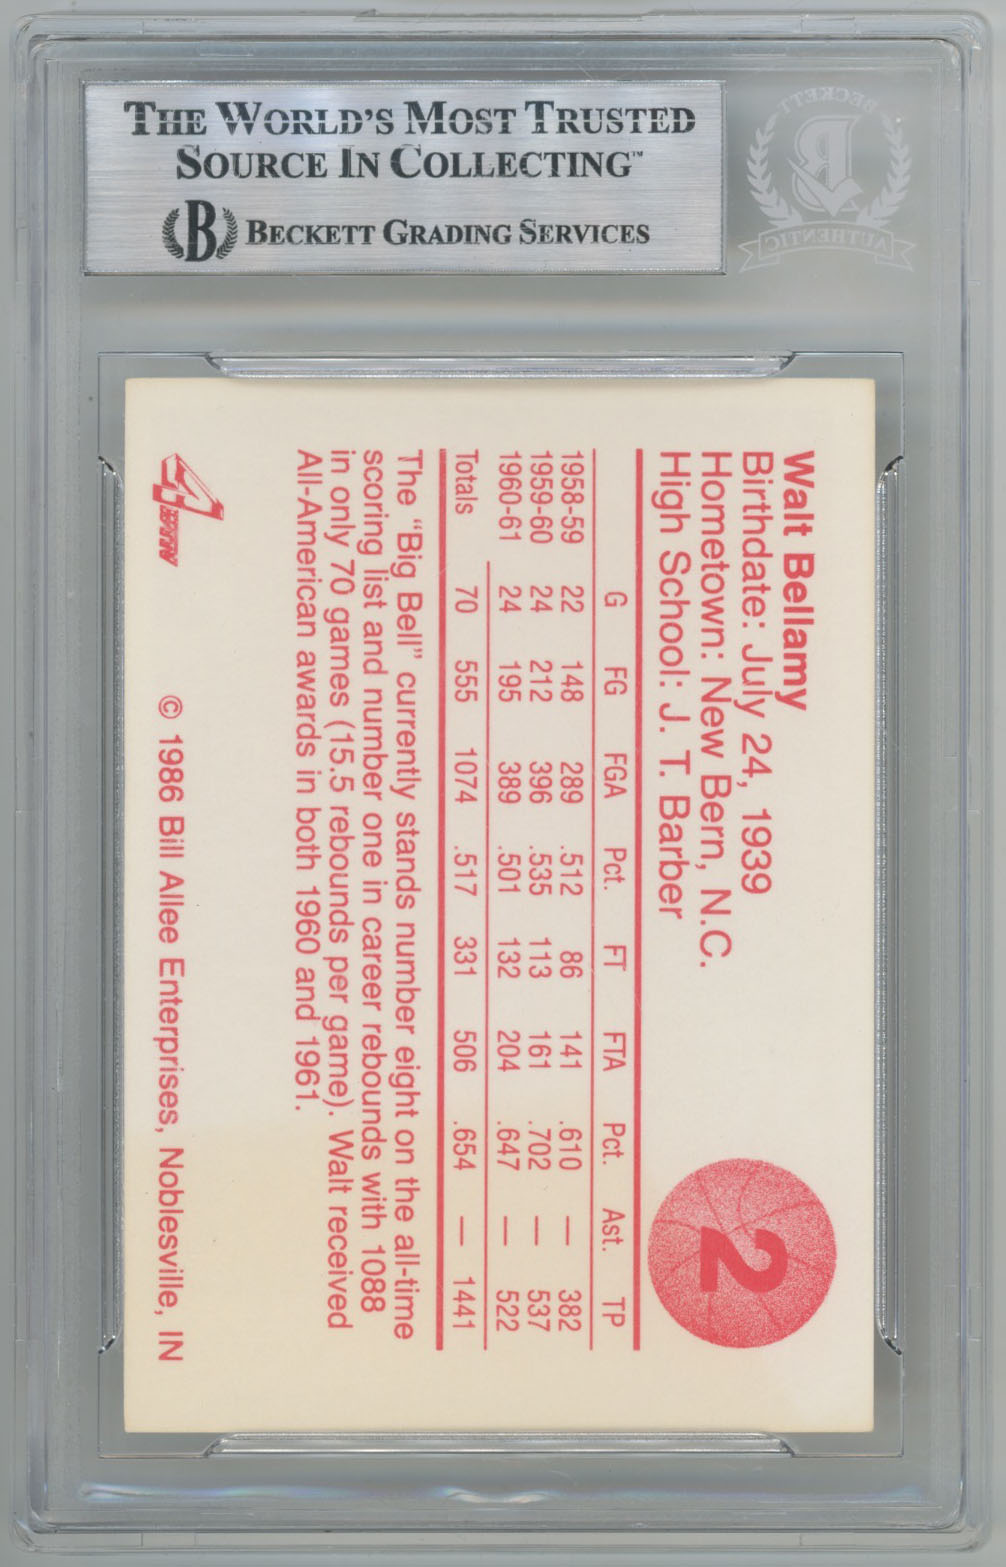 THE WORLD'S MOST TRUSTED
SOURCE IN COLLECTING™
B BECKETT GRADING SERVICES
BECKETT
B
AUTHENTIC
Walt Bellamy
Birthdate: July 24, 1939
Hometown: New Bern, N.C.
High School: J. T. Barber
2
G FG FGA Pct. FT FTA Pct. Ast. TP
1958-59 22 148 289 .512 86 141 .610 — 382
1959-60 24 212 396 .535 113 161 .702 — 537
1960-61 24 195 389 .501 132 204 .647 — 522
Totals 70 555 1074 .517 331 506 .654 — 1441
The “Big Bell” currently stands number eight on the all-time
scoring list and number one in career rebounds with 1088
in only 70 games (15.5 rebounds per game). Walt received
All-American awards in both 1960 and 1961.
© 1986 Bill Allee Enterprises, Noblesville, IN